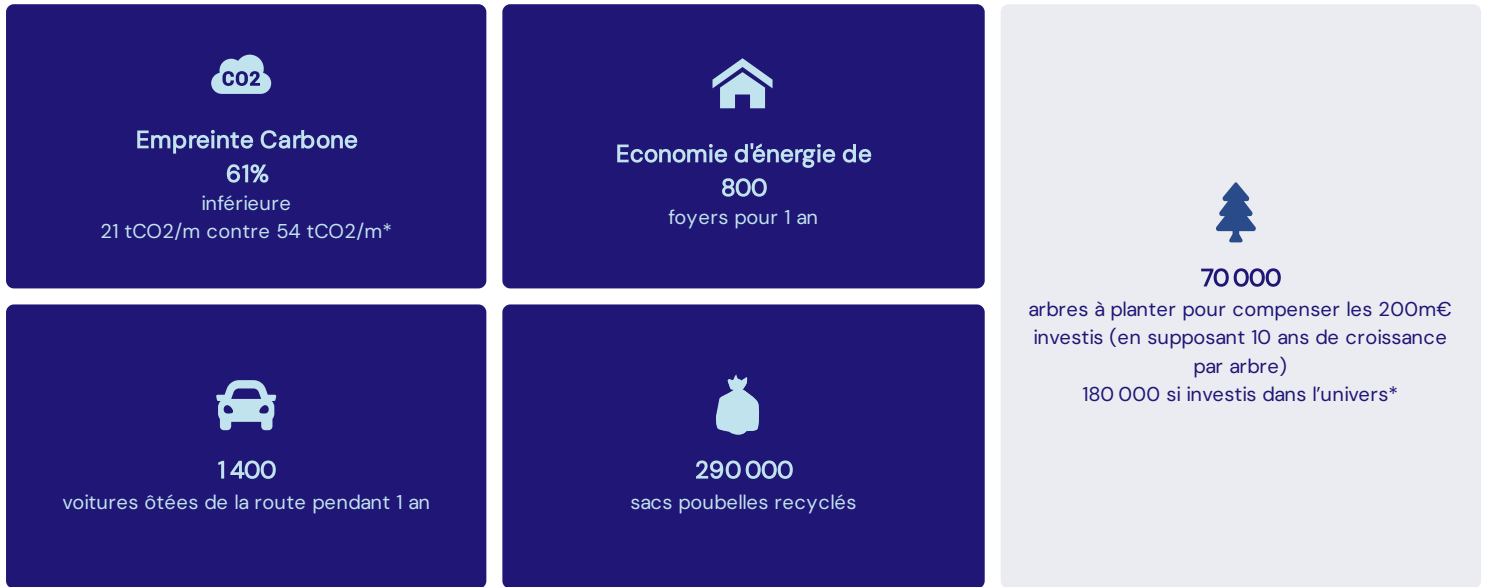 CO2
Empreinte Carbone
61%
inférieure
21 tCO2/m contre 54 tCO2/m*
Economie d'énergie de
800
foyers pour 1 an
1 400
voitures ôtées de la route pendant 1 an
290 000
sacs poubelles recyclés
70 000
arbres à planter pour compenser les 200m€
investis (en supposant 10 ans de croissance
par arbre)
180 000 si investis dans l’univers*